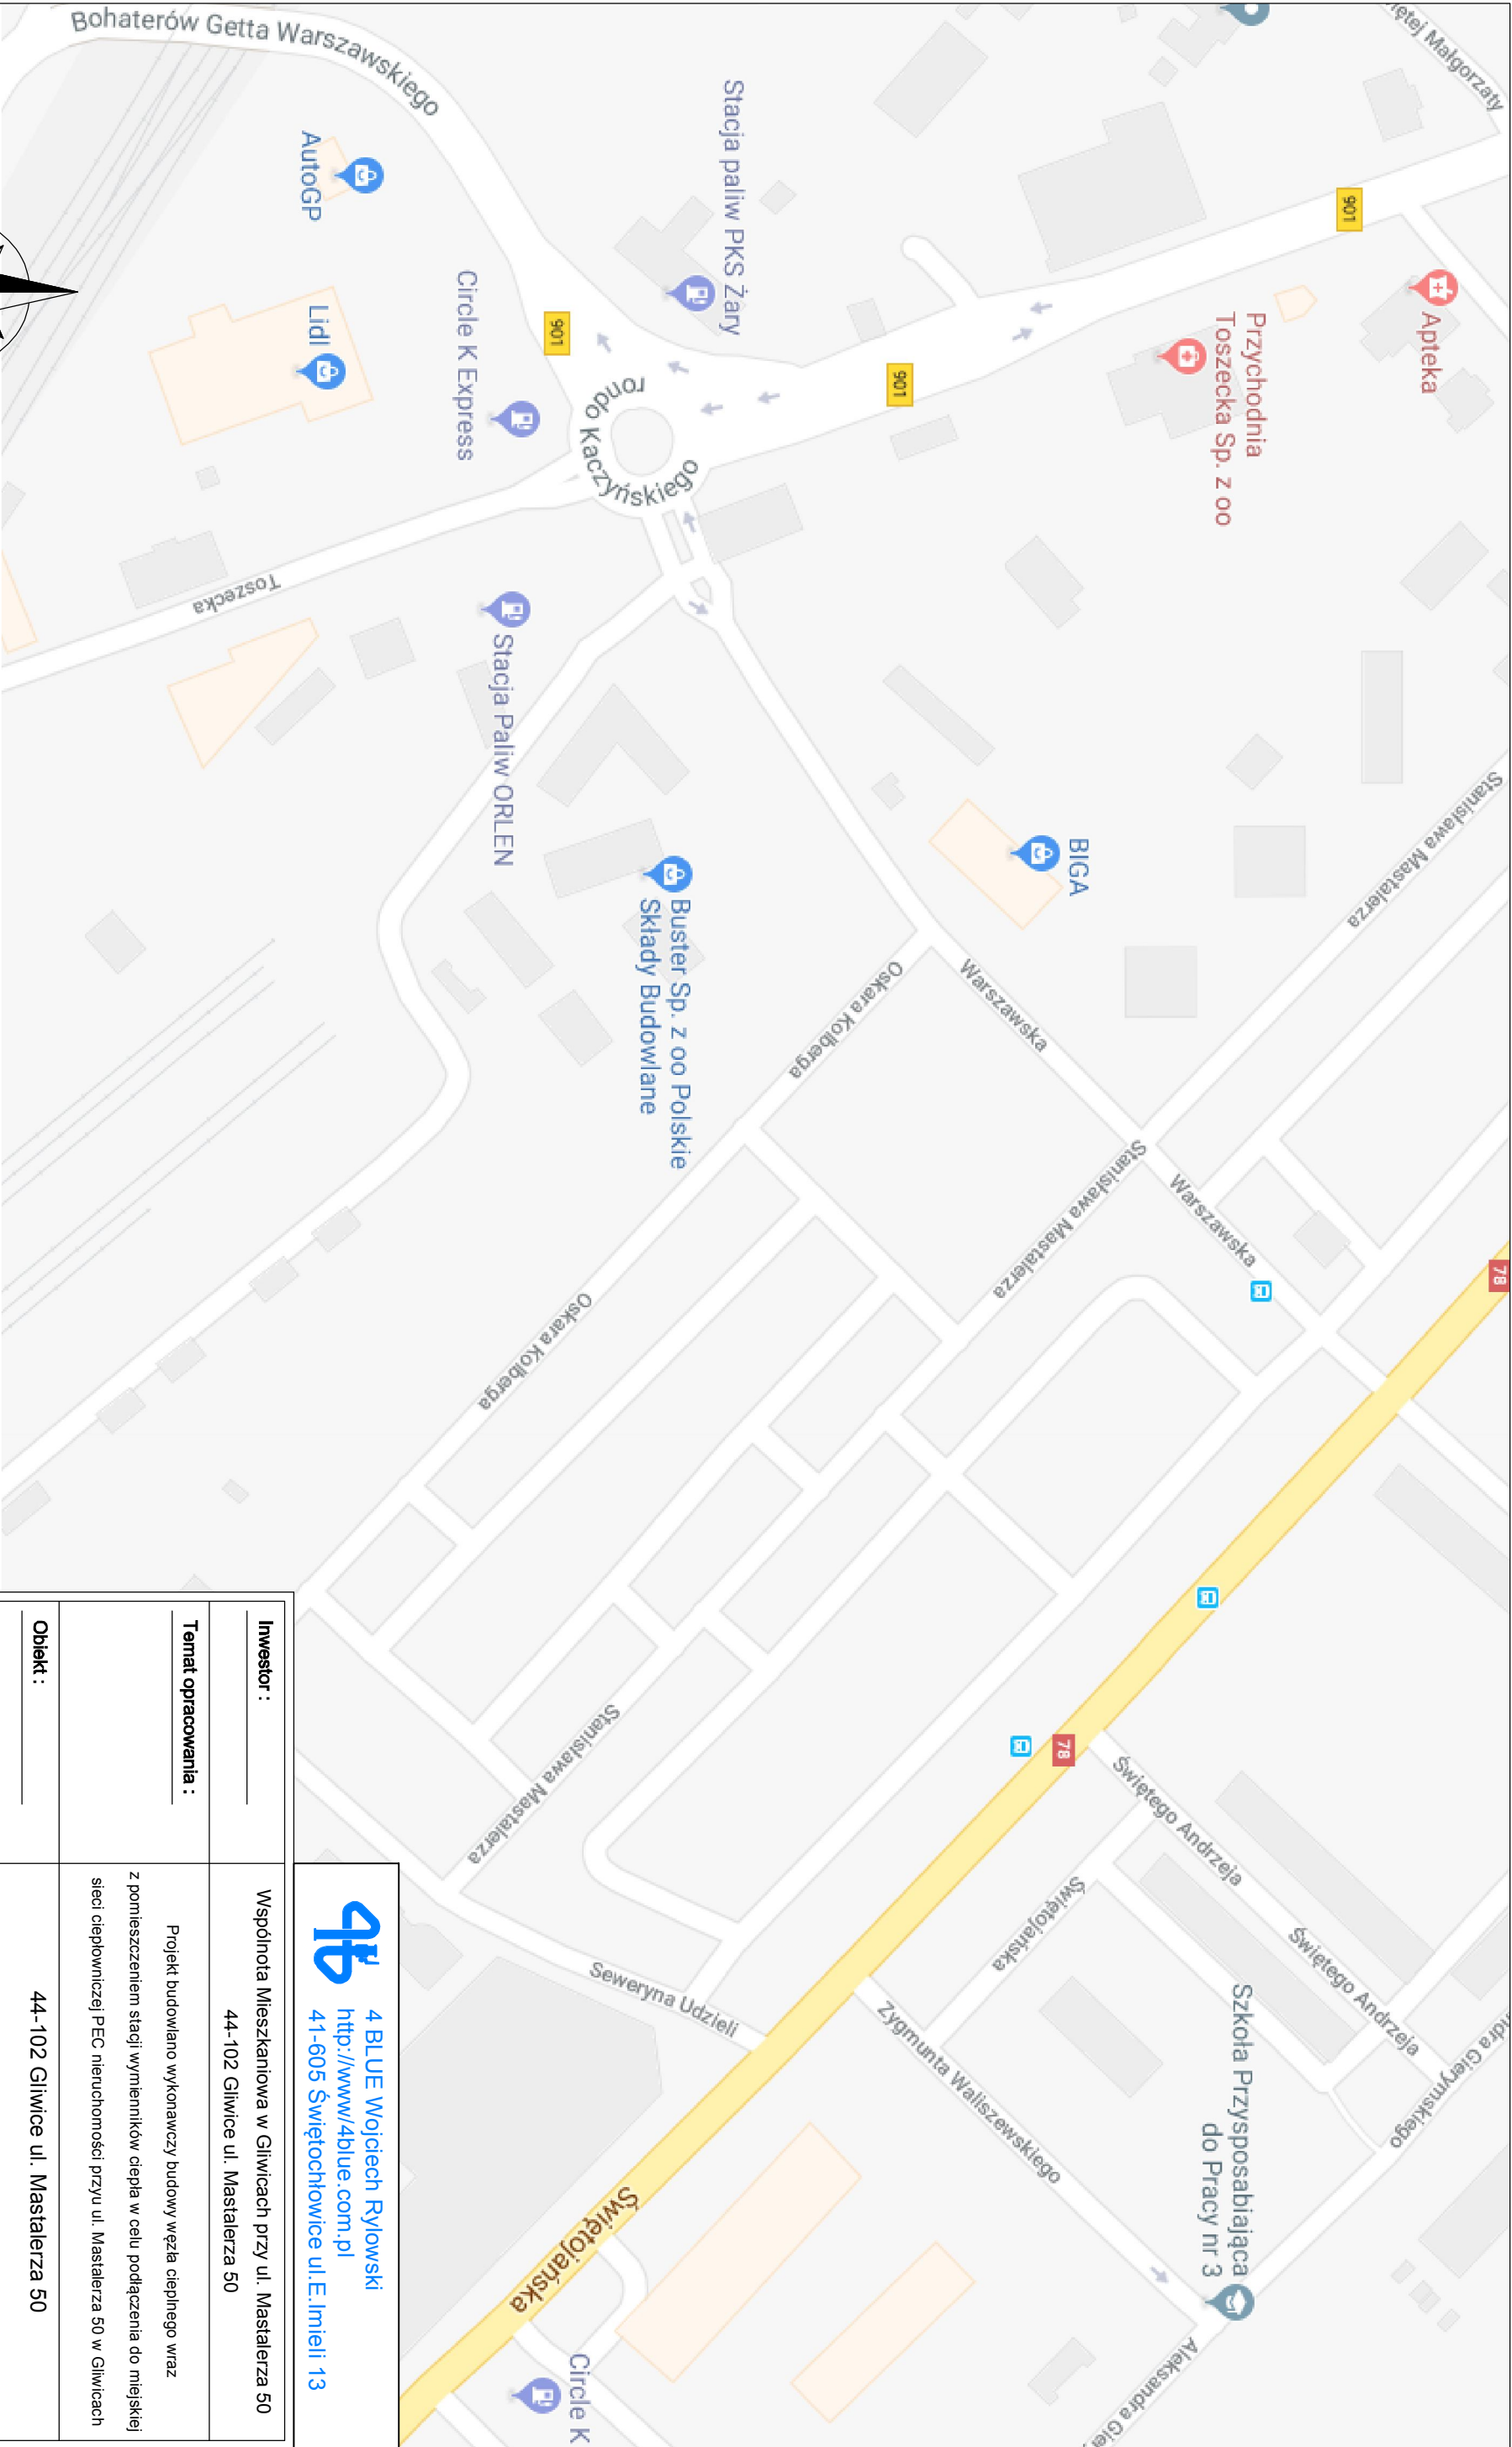 78
Stanisława Mastalerza
Świętej Małgorzaty
901
Apteka
Przychodnia
Toszecka Sp. z oo
Aleksandra Gierymskiego
Świętego Andrzeja
Szkoła Przysposabiająca
do Pracy nr 3
Warszawska
BIGA
Warszawska
Świętego Andrzeja
Aleksandra Gie
78
Świętojańska
Zygmunta Waliszewskiego
Stanisława Mastalerza
901
Oskara Kolberga
Stacja paliw PKS Żary
Buster Sp. z oo Polskie
Składy Budowlane
Seweryna Udzieli
rondo Kaczyńskiego
Oskara Kolberga
Stanisława Mastalerza
Świętojańska
Circle K
901
Stacja Paliw ORLEN
Circle K Express
Bohaterów Getta Warszawskiego
AutoGP
Lidl
Toszecka
4 BLUE Wojciech Rylowski
http://www/4blue.com.pl
41-605 Świętochłowice ul.E.Imieli 13
Inwestor :
Wspólnota Mieszkaniowa w Gliwicach przy ul. Mastalerza 50
44-102 Gliwice ul. Mastalerza 50
Temat opracowania :
Projekt budowlano wykonawczy budowy węzła cieplnego wraz
z pomieszczeniem stacji wymienników ciepła w celu podłączenia do miejskiej
sieci ciepłowniczej PEC nieruchomości przyu ul. Mastalerza 50 w Gliwicach
Obiekt :
44-102 Gliwice ul. Mastalerza 50